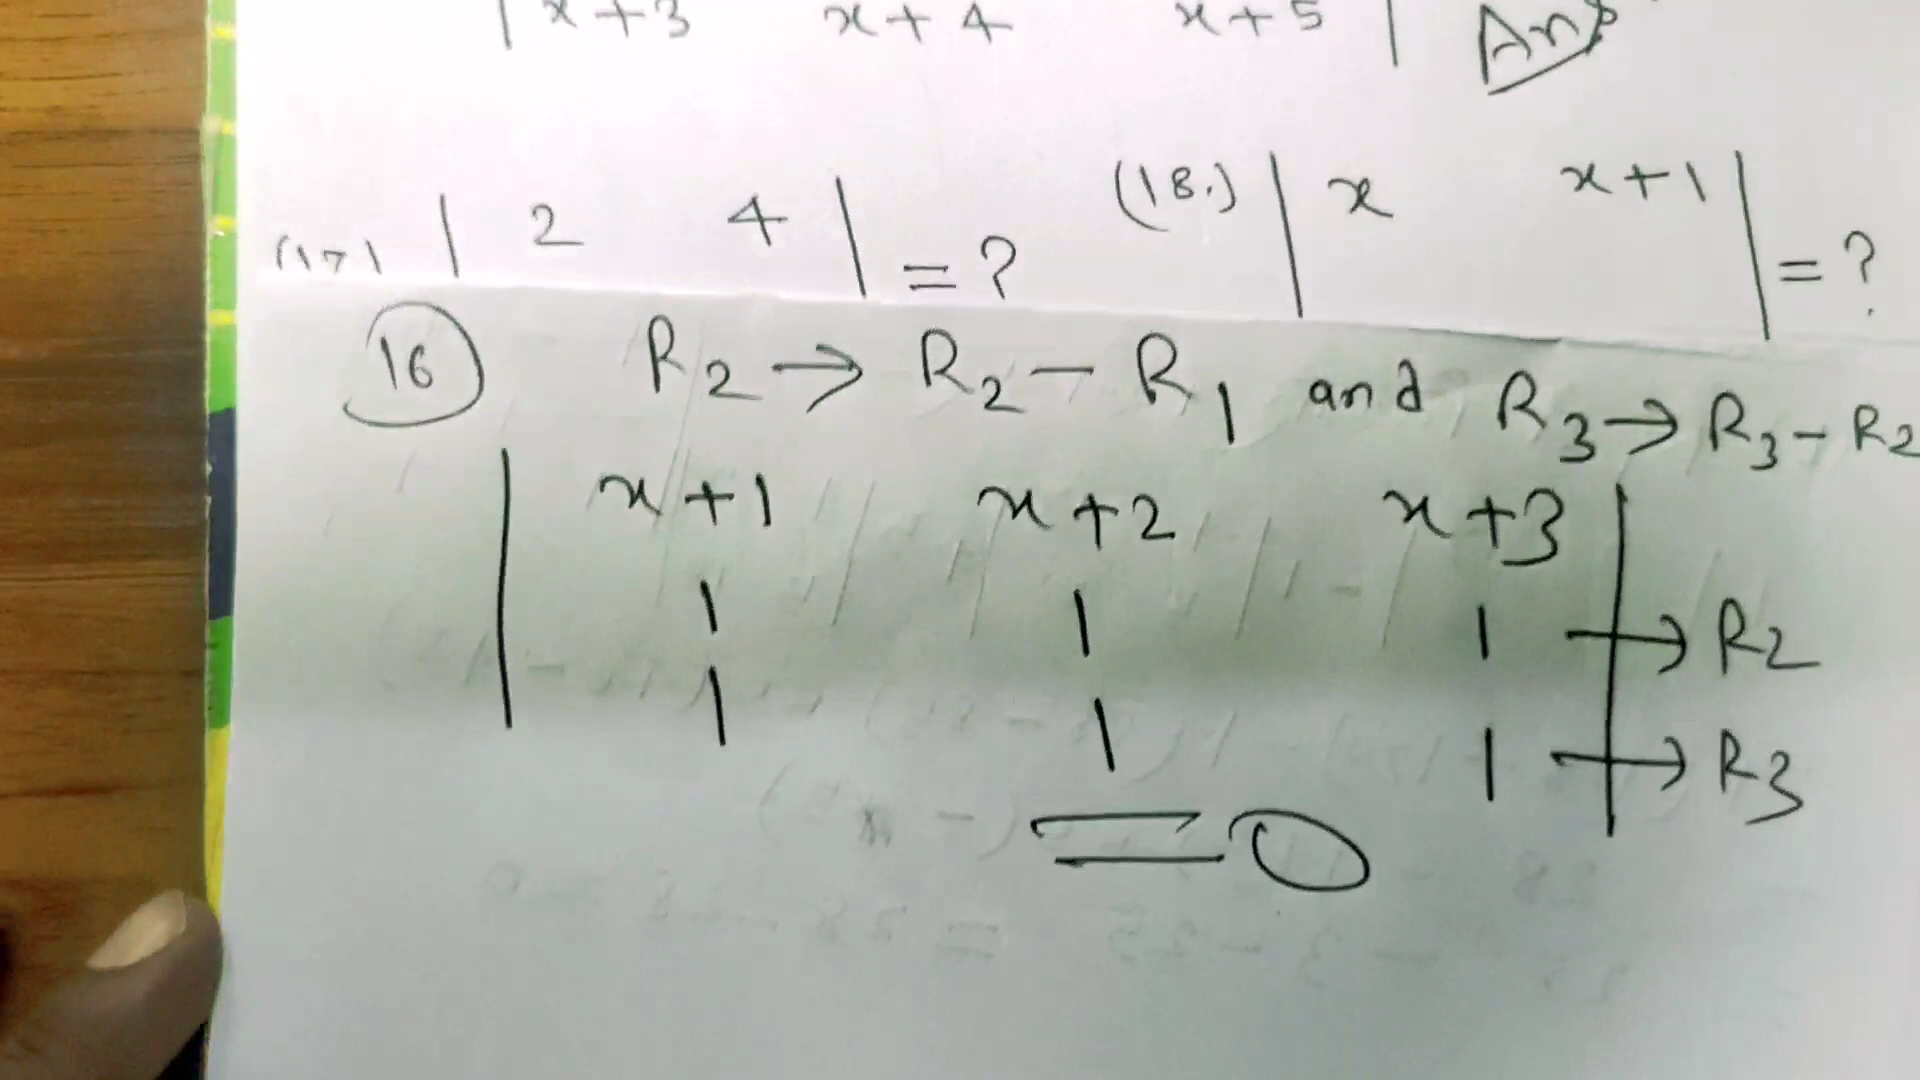 | x+3 x+4 x+5 | Ans
(17) | 2 4 | = ? (18.) | x x+1 | = ?
16 R2 → R2 - R1 and R3 → R3 - R2
| x+1 x+2 x+3 |
1 1 1 → R2
1 1 1 → R3
= 0